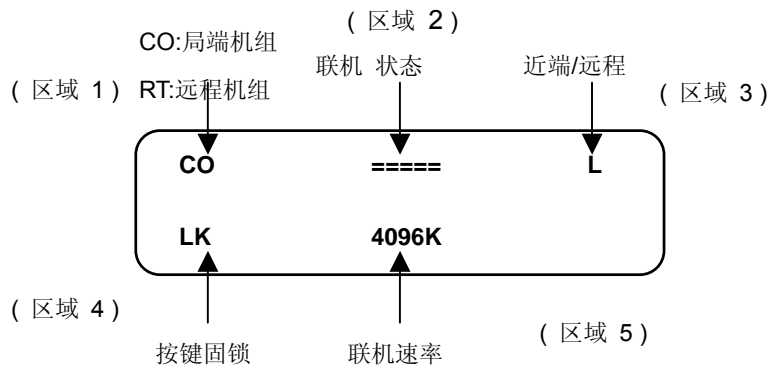 ( 区域 2 )
CO:局端机组
联机 状态
近端/远程
( 区域 1 ) RT:远程机组
( 区域 3 )
CO ===== L
LK 4096K
( 区域 4 )
( 区域 5 )
按键固锁 联机速率